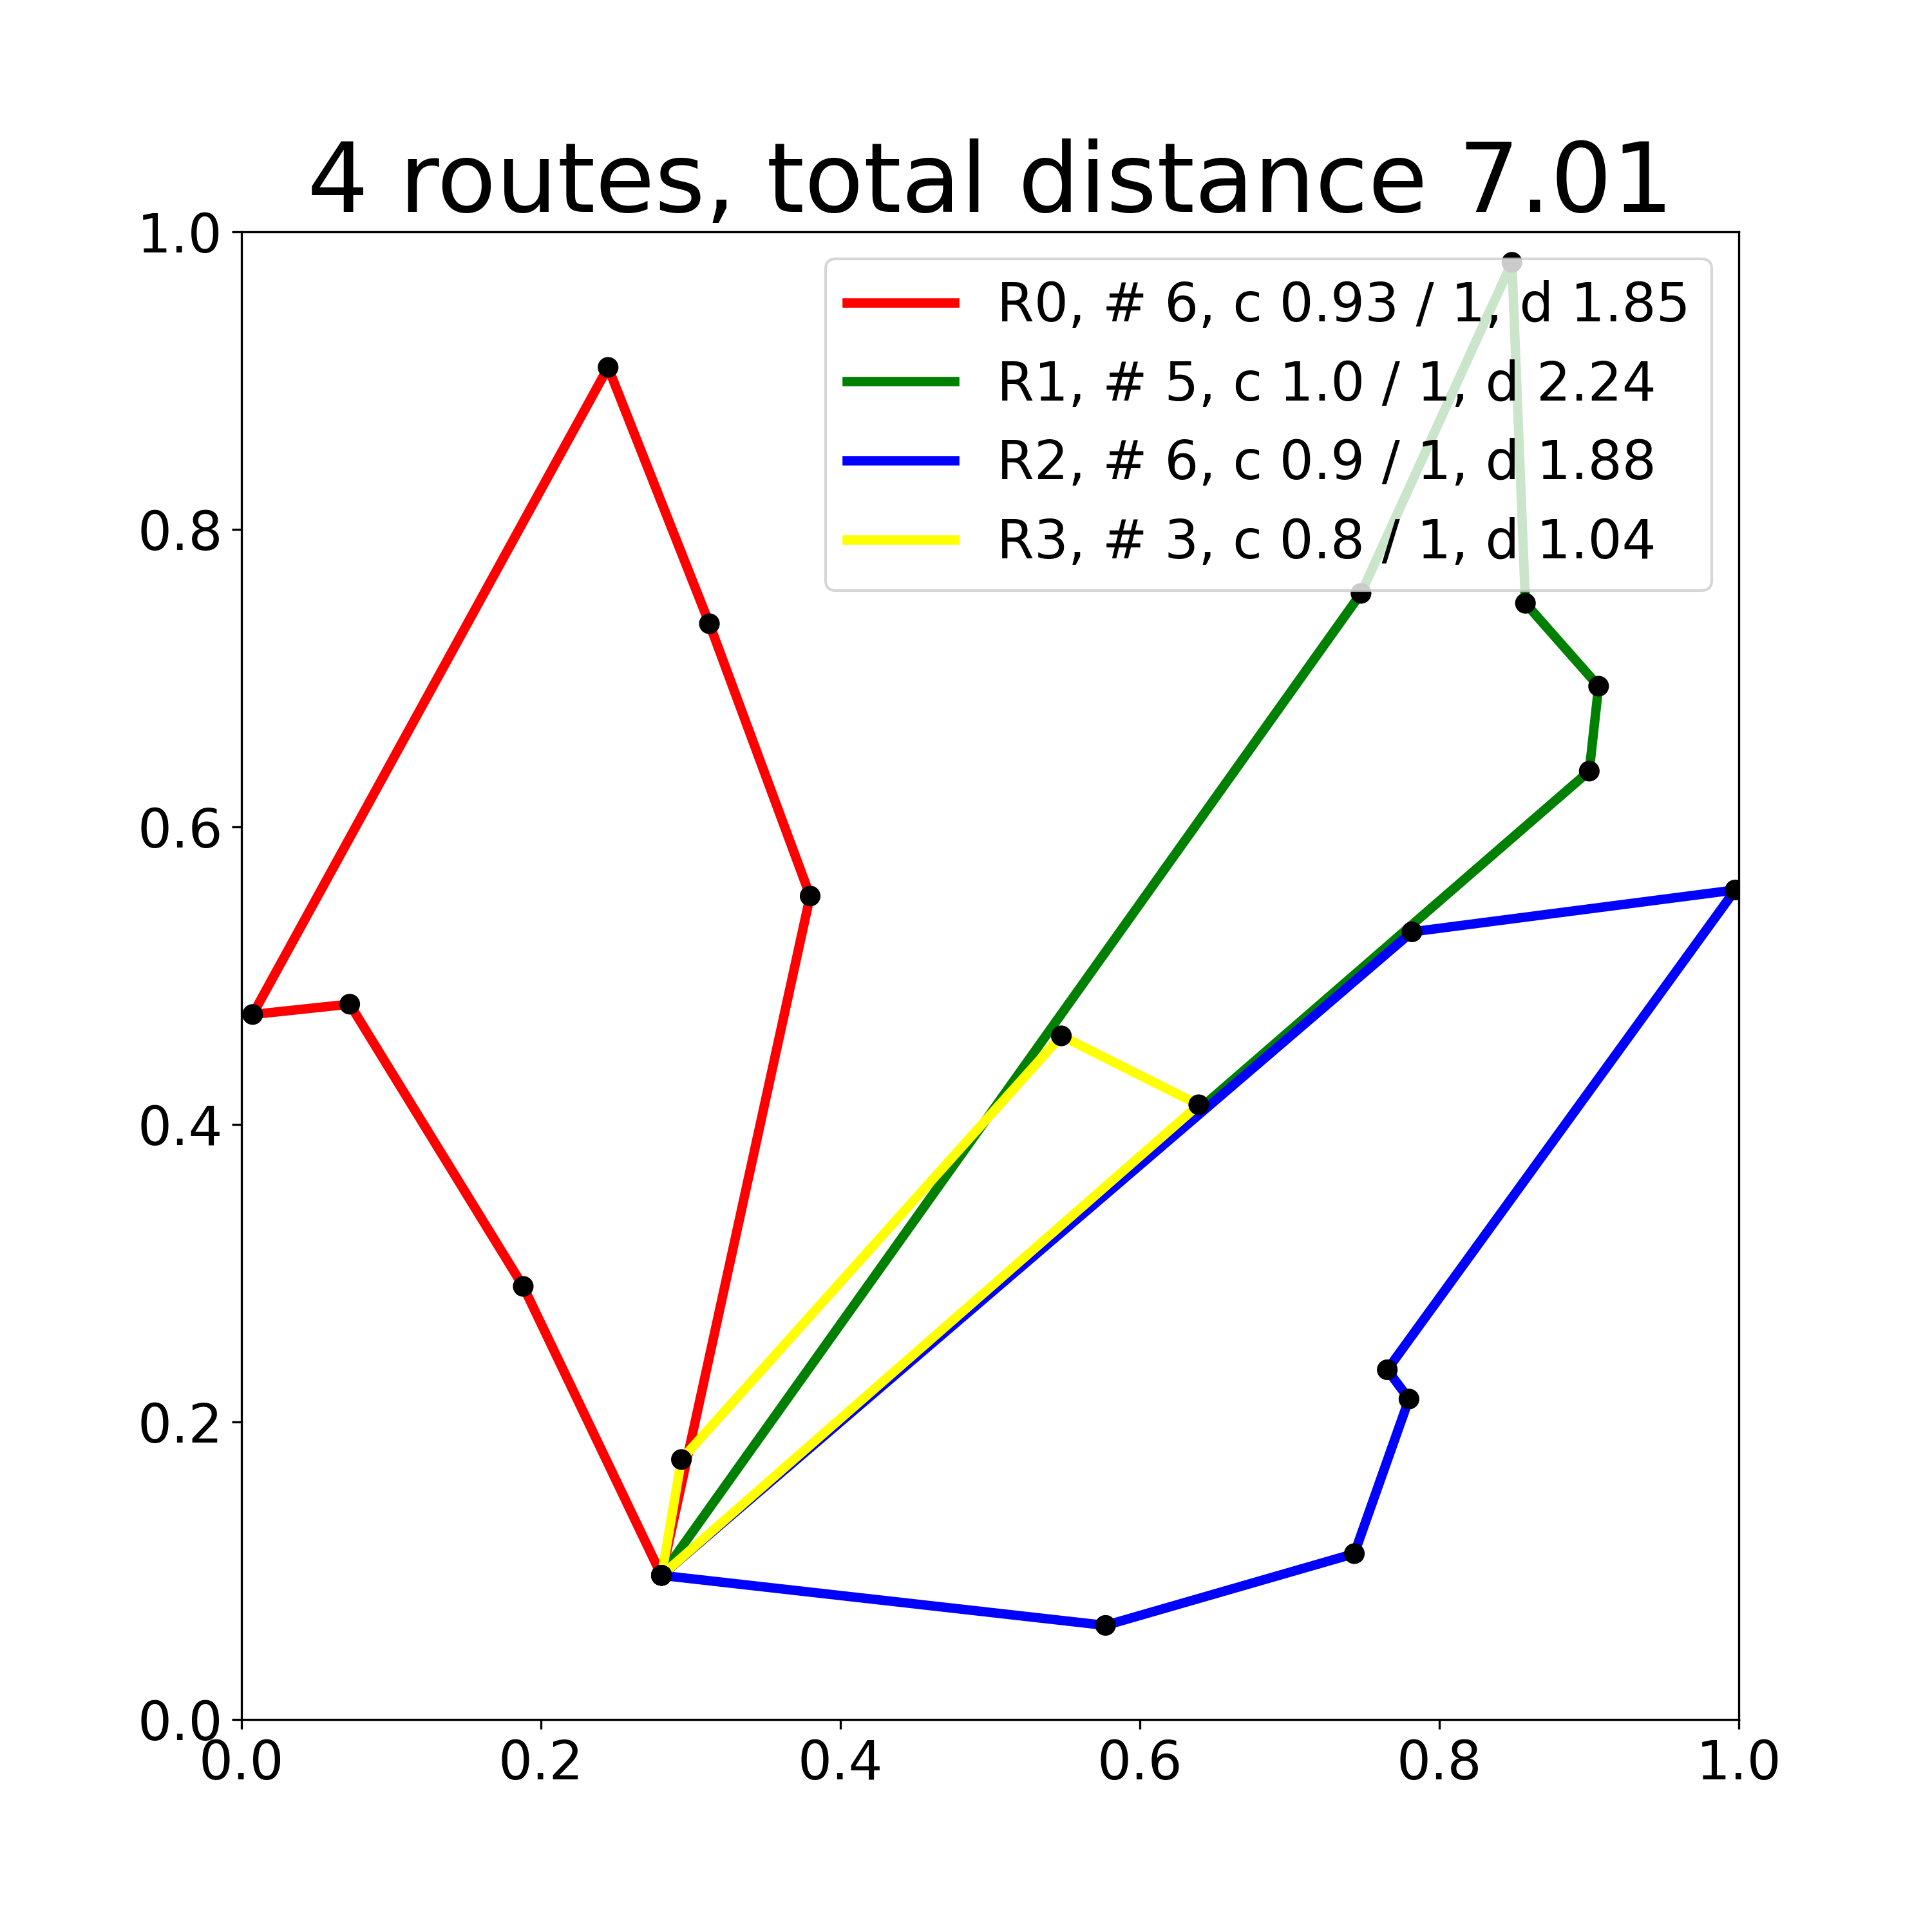 4 routes, total distance 7.01
1.0
R0, # 6, c 0.93 / 1, d 1.85
R1, # 5, c 1.0 / 1, d 2.24
R2, # 6, c 0.9 / 1, d 1.88
R3, # 3, c 0.8 / 1, d 1.04
0.8
0.6
0.4
0.2
0.0
0.0 0.2 0.4 0.6 0.8 1.0